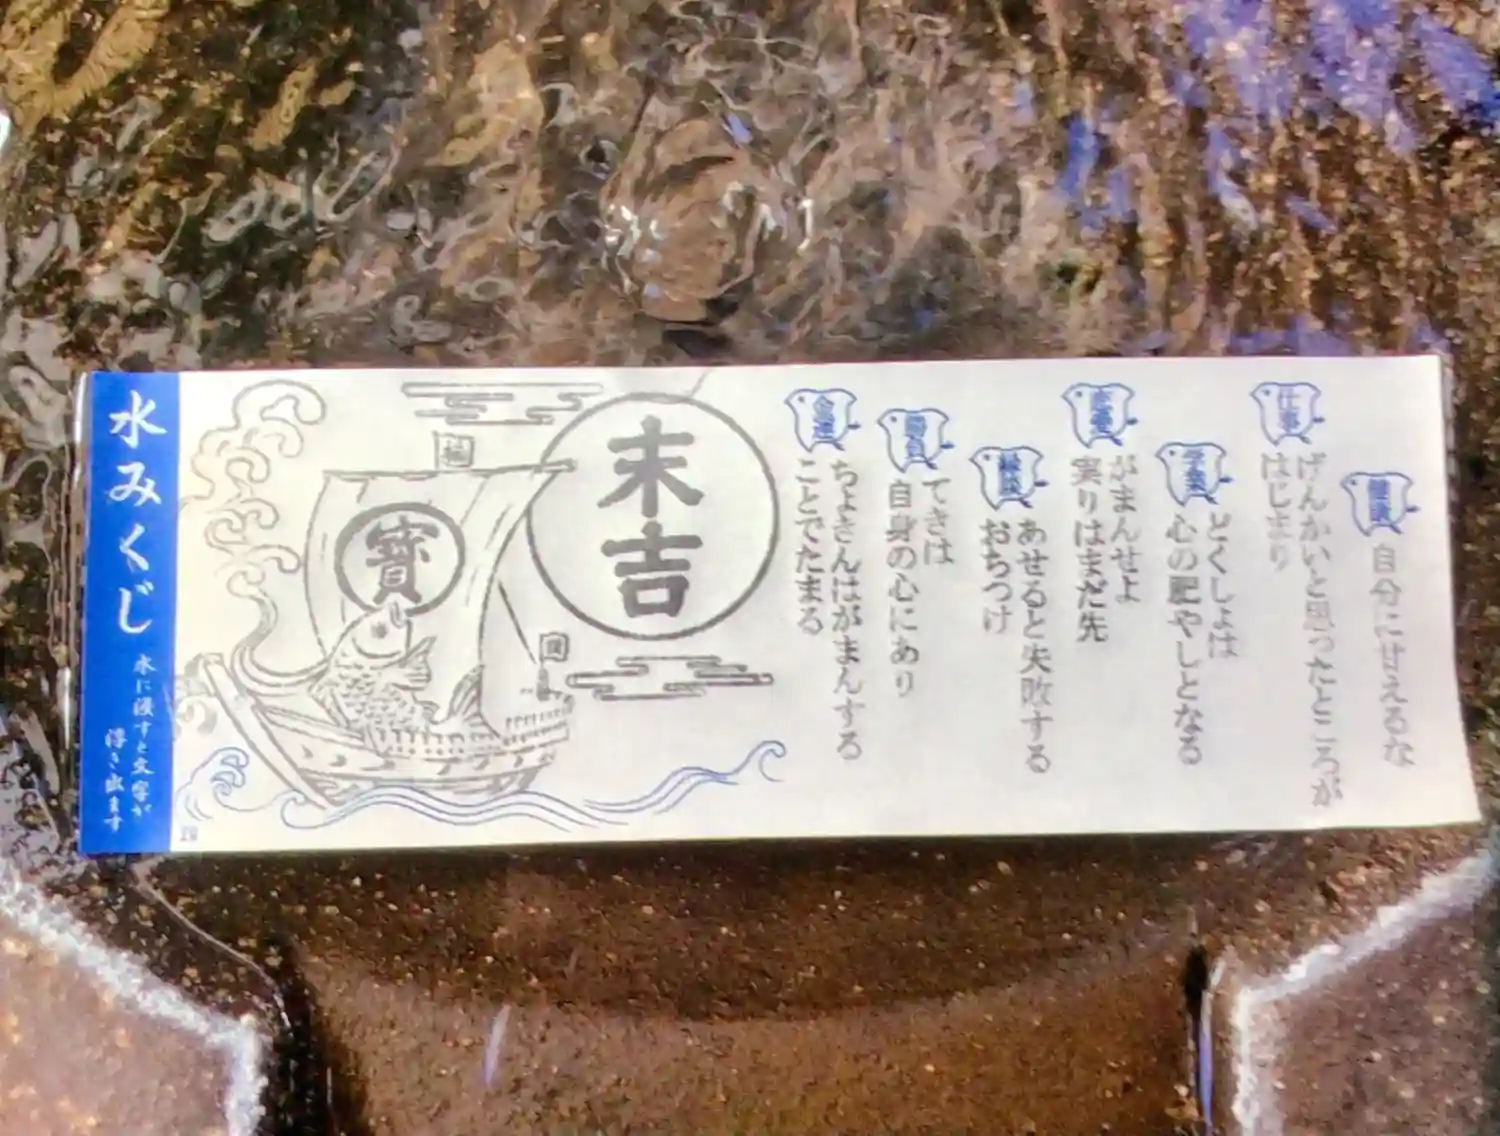 水みくじ
水に浸すと文字が
浮き出ます
寳
末吉
金運
ちょきんはがまんする
ことでたまる
勝負
てきは
自身の心にあり
縁談
あせると失敗する
おちつけ
恋愛
がまんせよ
実りはまだ先
学業
どくしょは
心の肥やしとなる
仕事
げんかいと思ったところが
はじまり
健康
自分に甘えるな